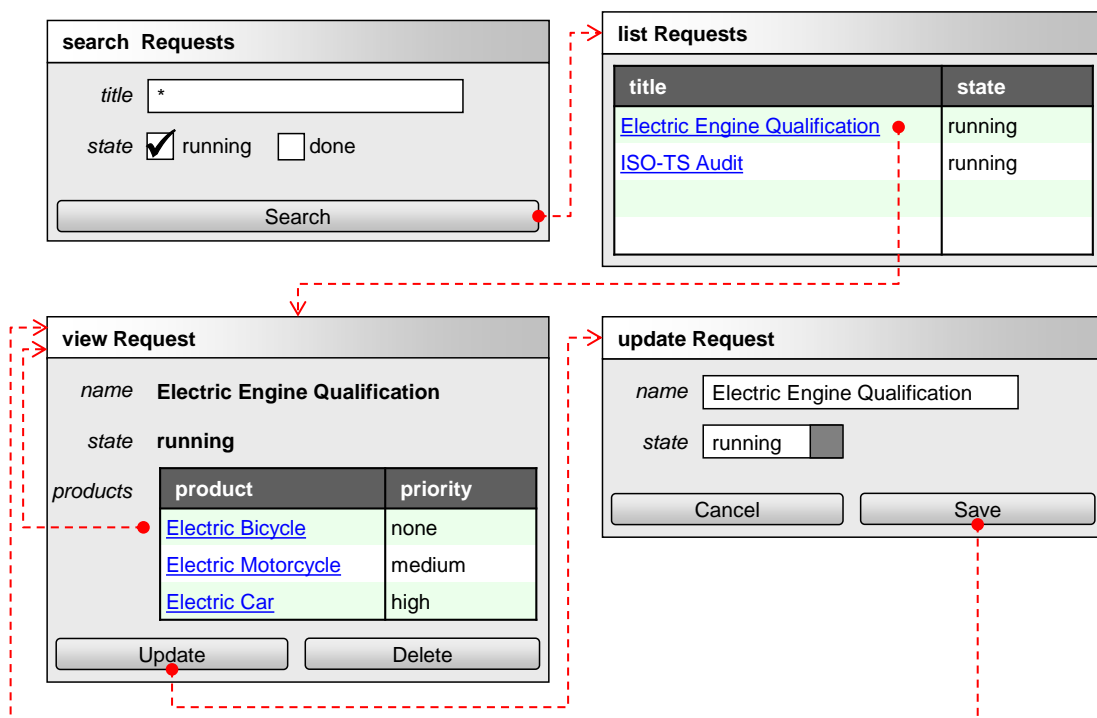 search Requests
title *
state running done
Search
list Requests
title state
Electric Engine Qualification running
ISO-TS Audit running
view Request
name Electric Engine Qualification
state running
products product priority
Electric Bicycle none
Electric Motorcycle medium
Electric Car high
Update Delete
update Request
name Electric Engine Qualification
state running
Cancel Save